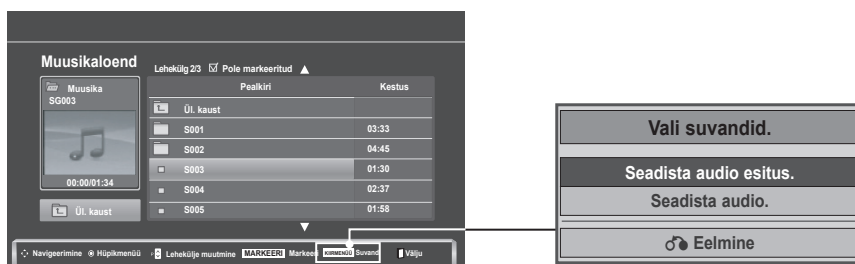 Muusikaloend
Lehekülg 2/3 ☑ Pole markeeritud ▲
Muusika
SG003
00:00/01:34
Ül. kaust
Pealkiri Kestus
Ül. kaust
S001 03:33
S002 04:45
S003 01:30
S004 02:37
S005 01:58
▼
Navigeerimine Hüpikmenüü P Lehekülje muutmine MARKEERI Markeeri KIIRMENÜÜ Suvand Välju
Vali suvandid.
Seadista audio esitus.
Seadista audio.
Eelmine